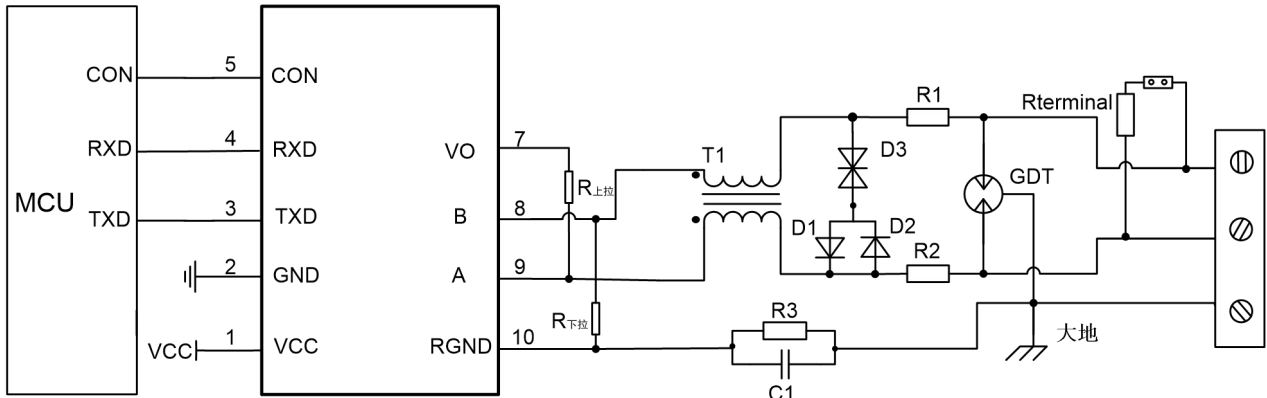 MCU
CON
RXD
TXD
5
4
3
2
1
VCC
CON
RXD
TXD
GND
VCC
VO
B
A
RGND
7
8
9
10
R上拉
R下拉
T1
D3
D1
D2
R1
R2
GDT
Rterminal
R3
C1
大地